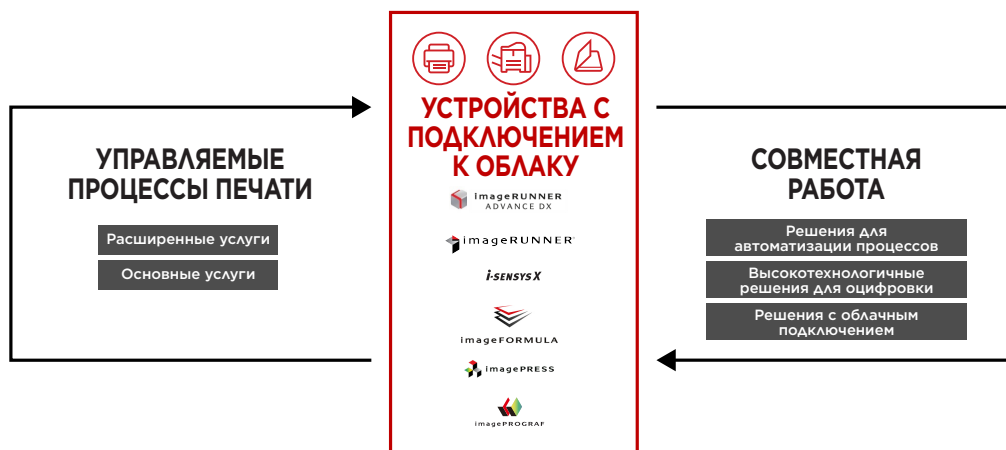 УПРАВЛЯЕМЫЕ
ПРОЦЕССЫ ПЕЧАТИ
Расширенные услуги
Основные услуги
УСТРОЙСТВА С
ПОДКЛЮЧЕНИЕМ
К ОБЛАКУ
imageRUNNER
ADVANCE DX
imageRUNNER
i-SENSYS X
imageFORMULA
imagePRESS
imagePROGRAF
СОВМЕСТНАЯ
РАБОТА
Решения для
автоматизации процессов
Высокотехнологичные
решения для оцифровки
Решения с облачным
подключением